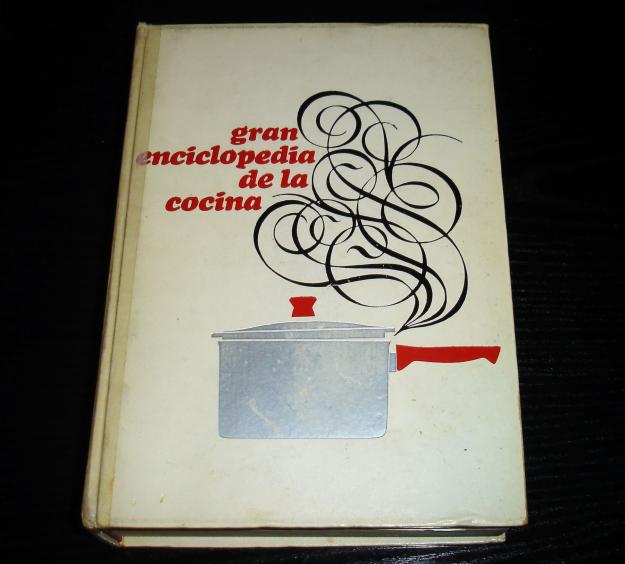 gran
enciclopedia
de la
cocina